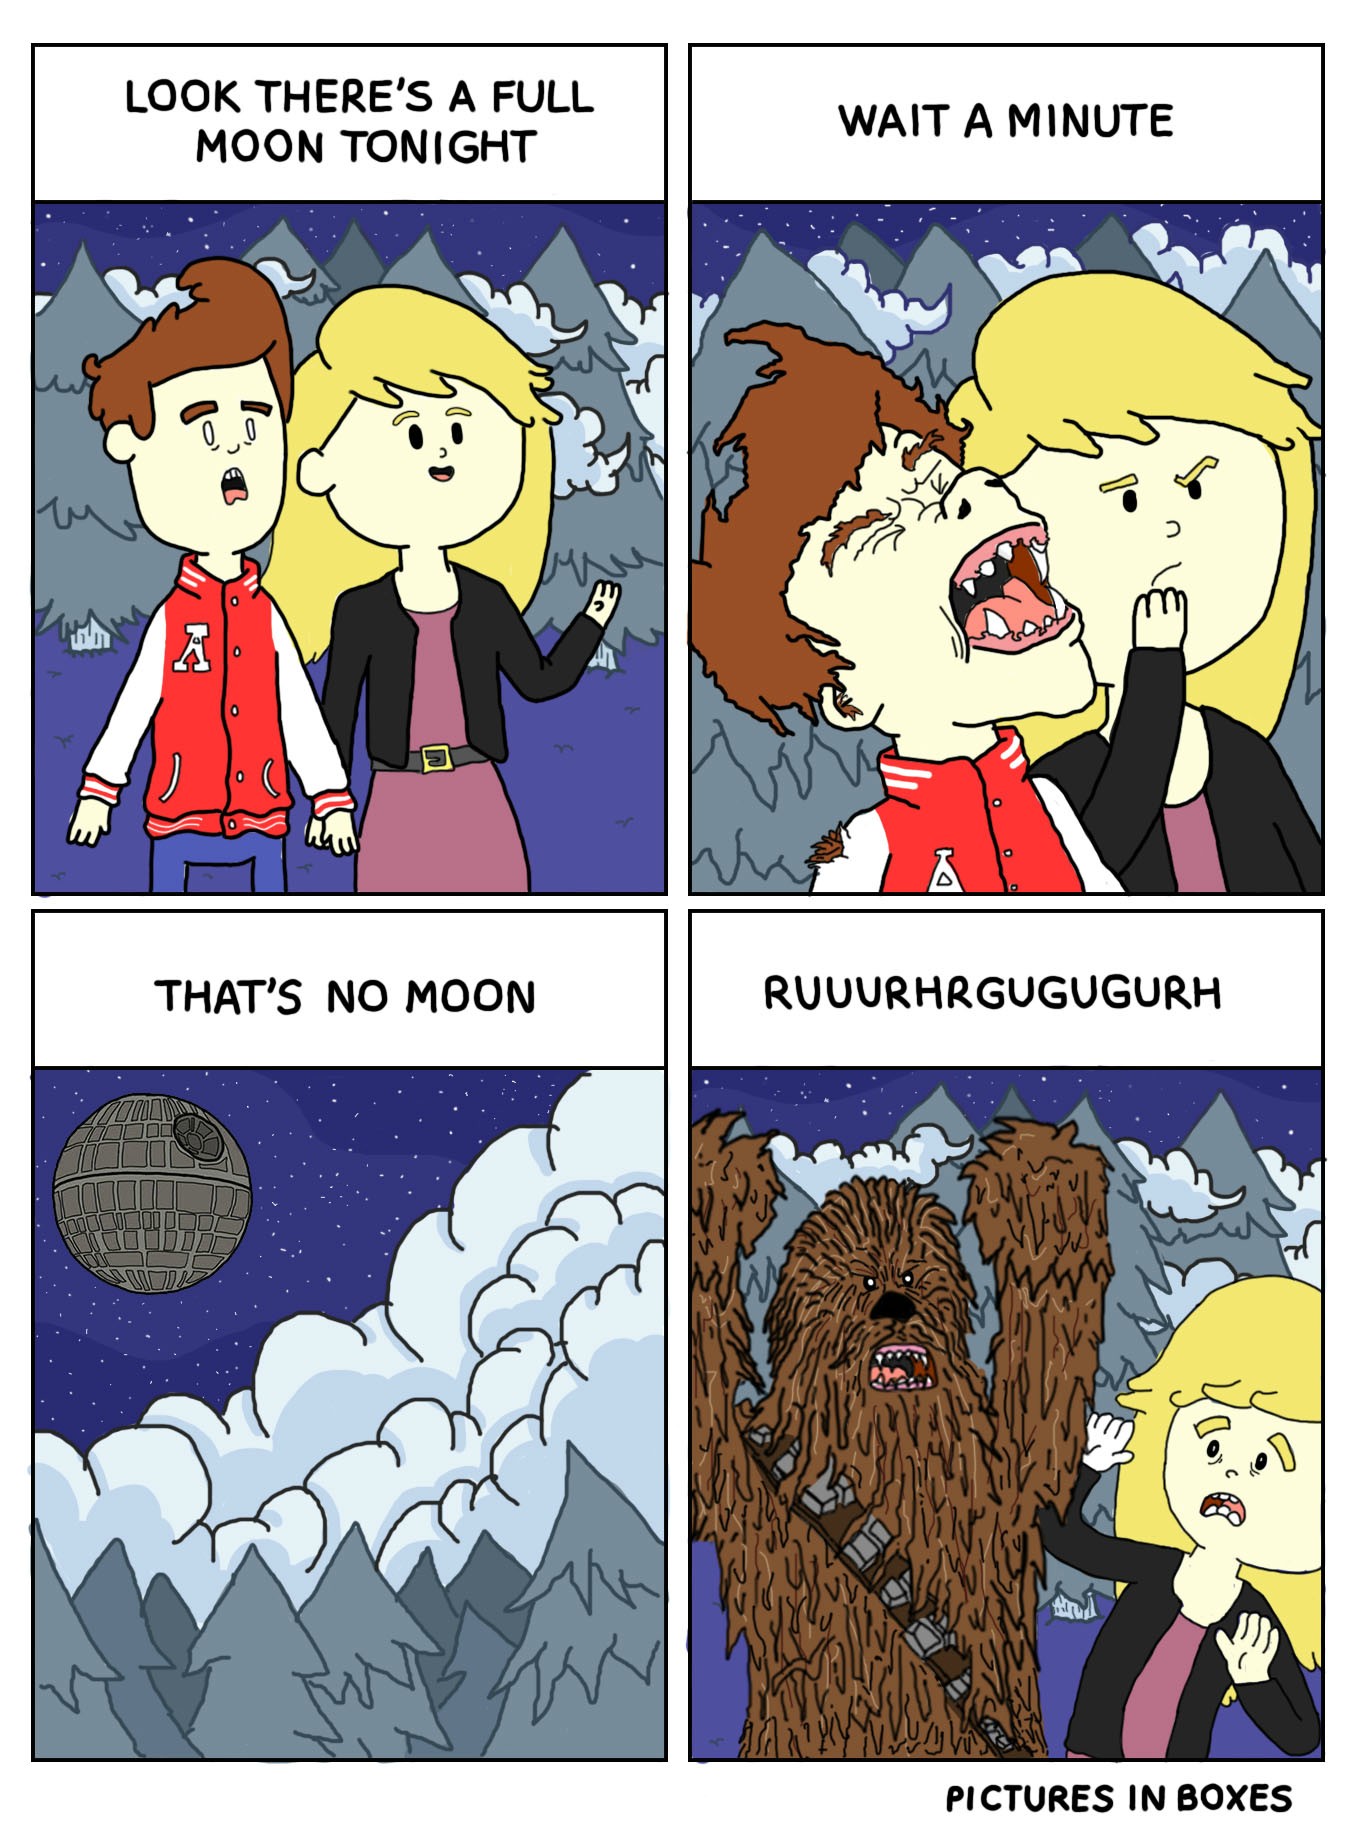 LOOK THERE'S A FULL
MOON TONIGHT
WAIT A MINUTE
A
A
THAT'S NO MOON
RUUURHRGUGUGURH
PICTURES IN BOXES